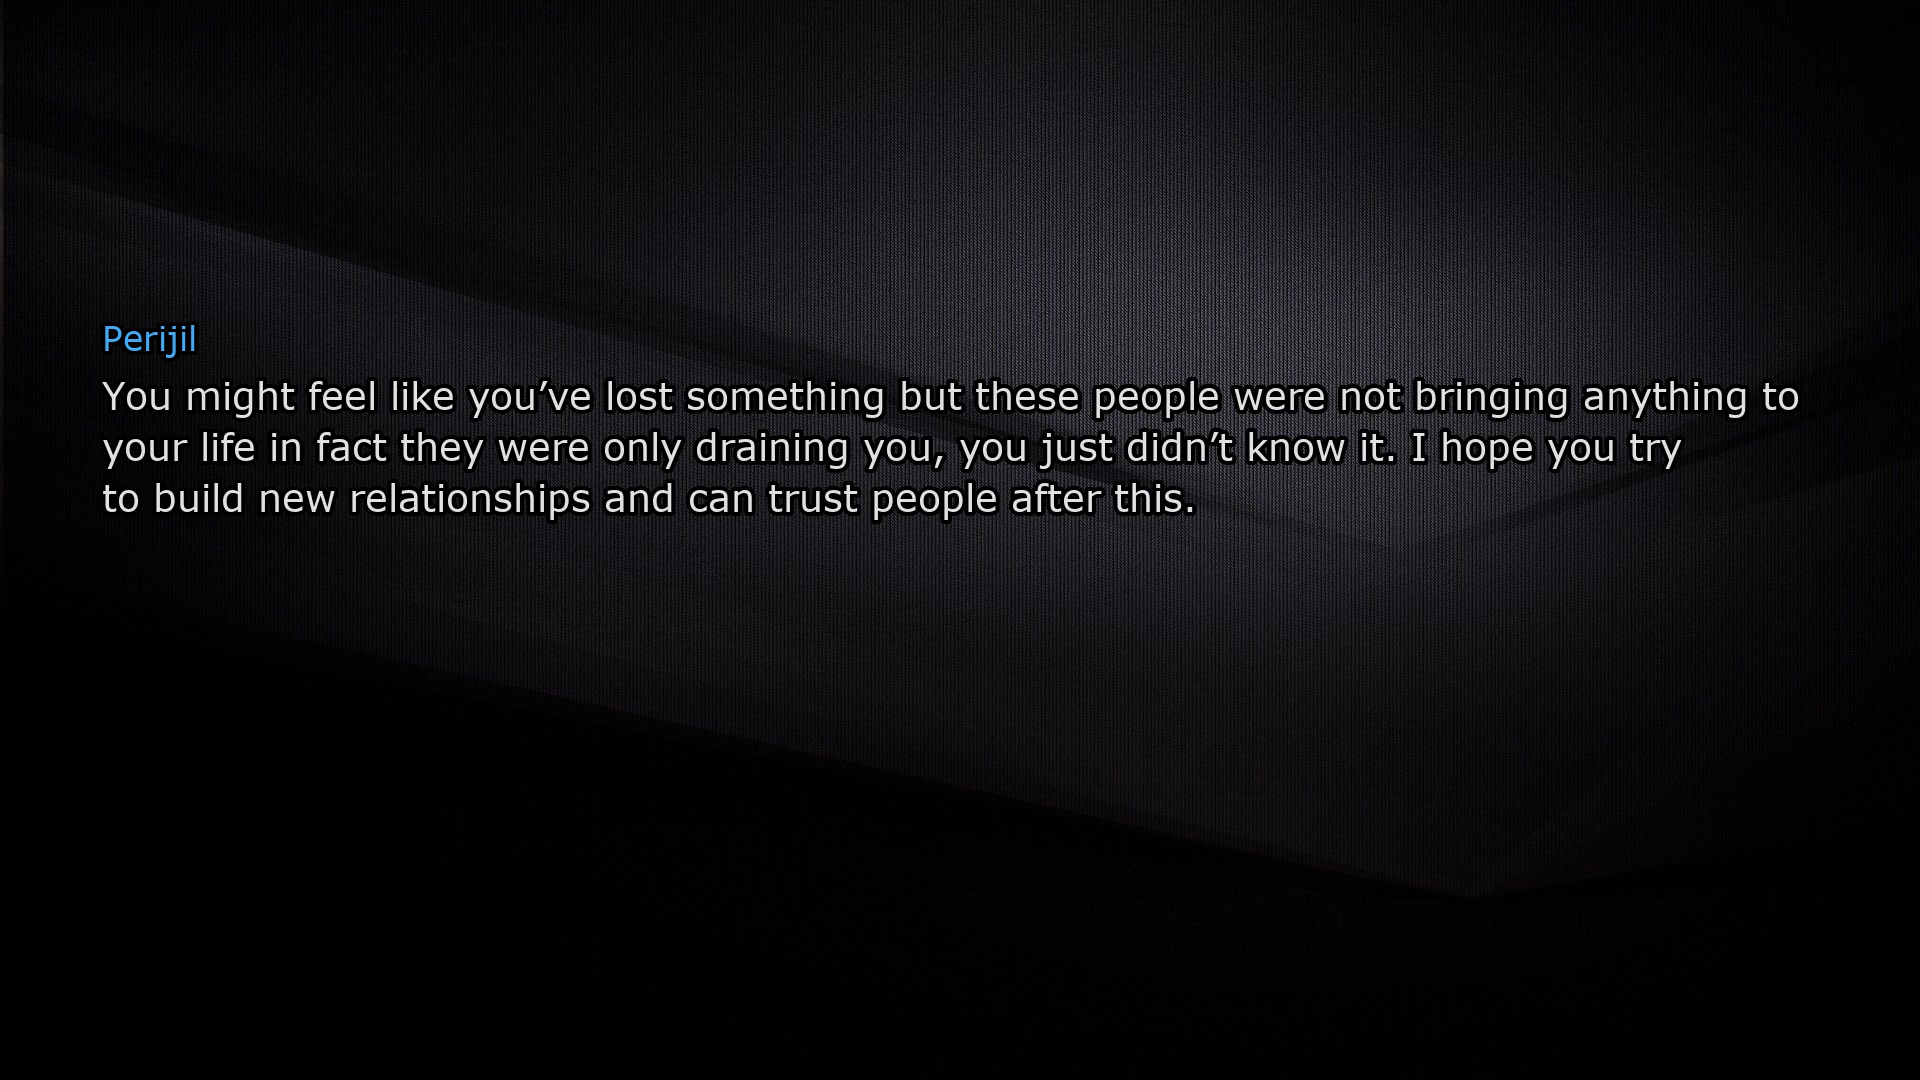 Perijil
You might feel like you’ve lost something but these people were not bringing anything to
your life in fact they were only draining you, you just didn’t know it. I hope you try
to build new relationships and can trust people after this.